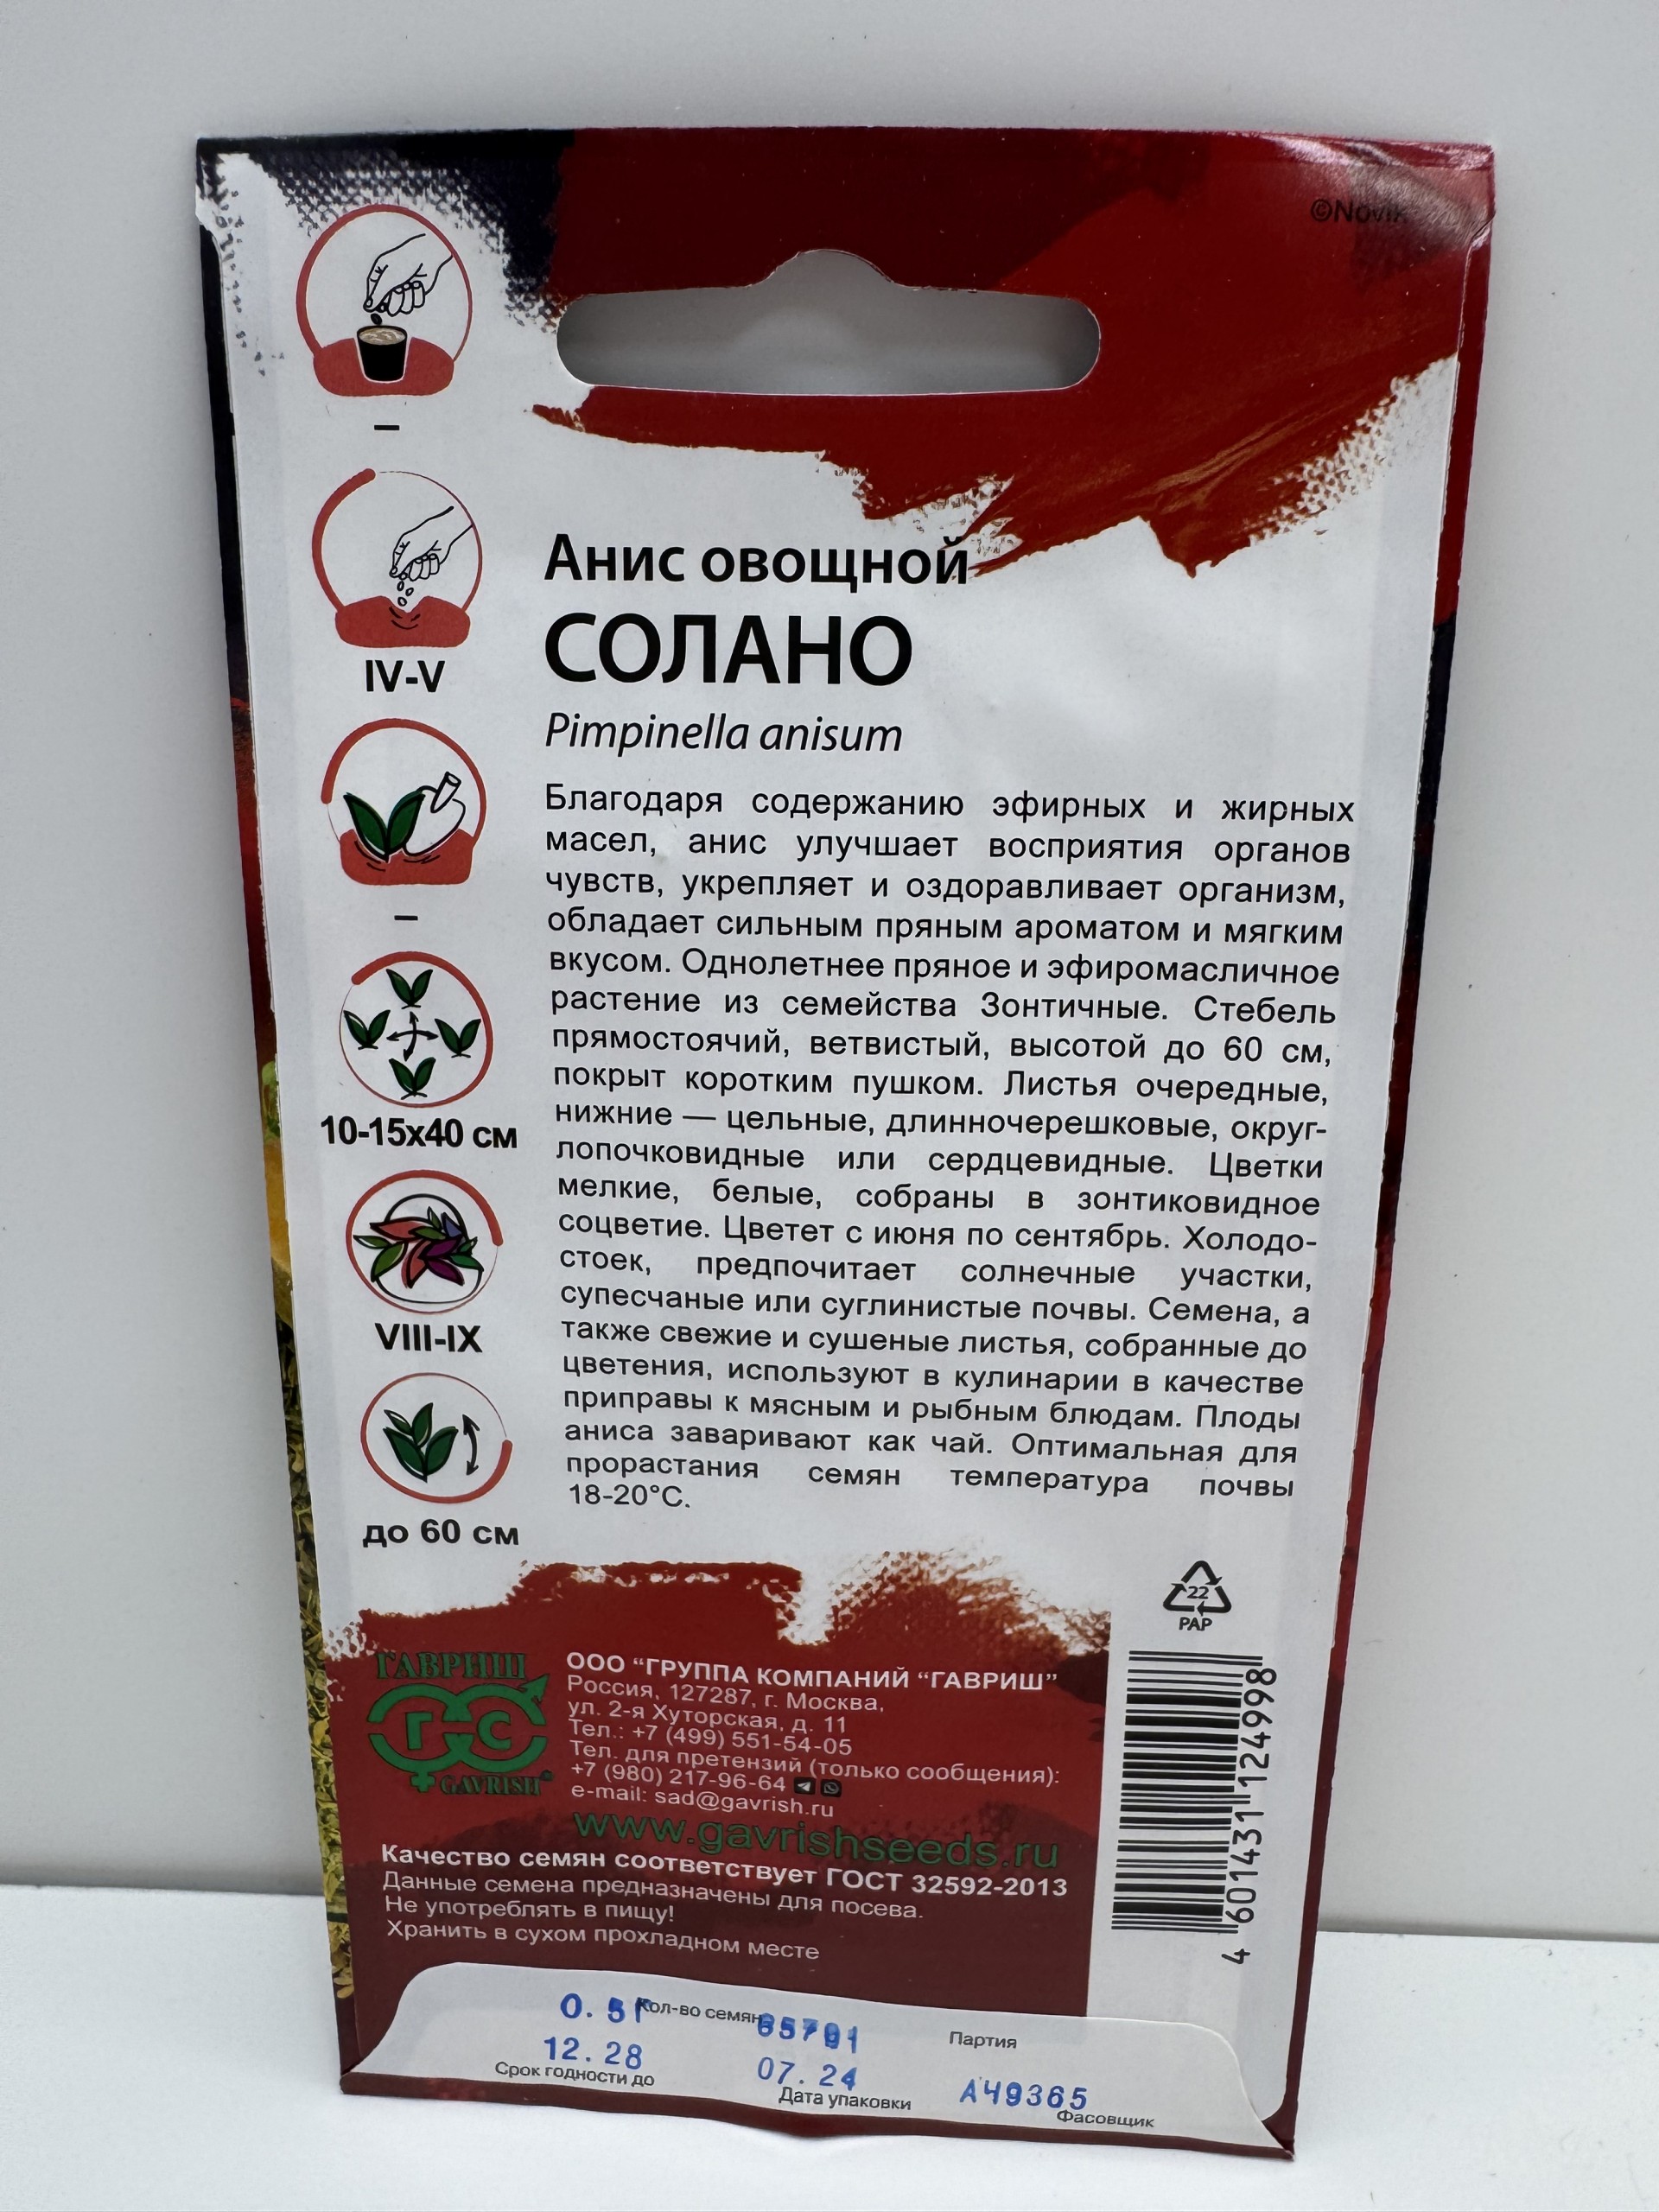 –
IV-V
–
10-15x40 см
VIII-IX
до 60 см
Анис овощной
СОЛАНО
Pimpinella anisum
Благодаря содержанию эфирных и жирных
масел, анис улучшает восприятия органов
чувств, укрепляет и оздоравливает организм,
обладает сильным пряным ароматом и мягким
вкусом. Однолетнее пряное и эфиромасличное
растение из семейства Зонтичные. Стебель
прямостоячий, ветвистый, высотой до 60 см,
покрыт коротким пушком. Листья очередные,
нижние — цельные, длинночерешковые, округ-
лопочковидные или сердцевидные. Цветки
мелкие, белые, собраны в зонтиковидное
соцветие. Цветет с июня по сентябрь. Холодо-
стоек, предпочитает солнечные участки,
супесчаные или суглинистые почвы. Семена, а
также свежие и сушеные листья, собранные до
цветения, используют в кулинарии в качестве
приправы к мясным и рыбным блюдам. Плоды
аниса заваривают как чай. Оптимальная для
прорастания семян температура почвы
18-20°С.
22
PAP
ГАВРИШ
ГС
GAVRISH®
ООО “ГРУППА КОМПАНИЙ “ГАВРИШ”
Россия, 127287, г. Москва,
ул. 2-я Хуторская, д. 11
Тел.: +7 (499) 551-54-05
Тел. для претензий (только сообщения):
+7 (980) 217-96-64
e-mail: sad@gavrish.ru
www.gavrishseeds.ru
Качество семян соответствует ГОСТ 32592-2013
Данные семена предназначены для посева.
Не употреблять в пищу!
Хранить в сухом прохладном месте
4 601431 124998
0.5Г Кол-во семян Партия
12.28 07.24 А49365
Срок годности до Дата упаковки Фасовщик